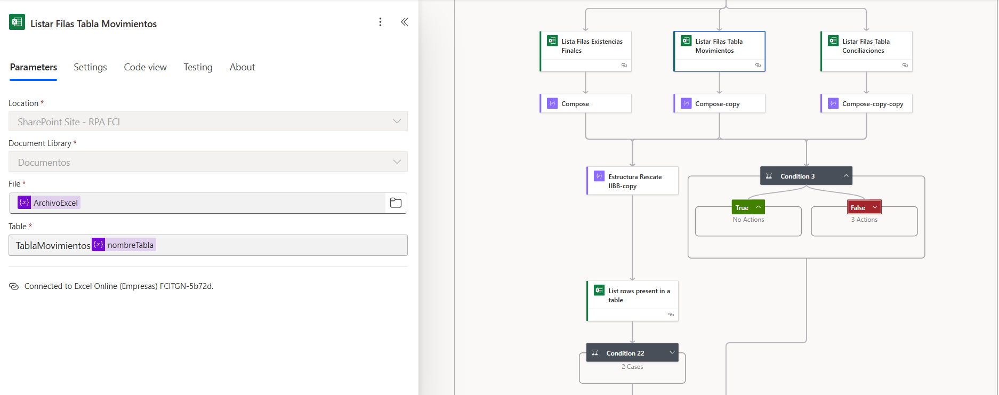 Listar Filas Tabla Movimientos
Parameters
Settings
Code view
Testing
About
Location *
SharePoint Site - RPA FCI
Document Library *
Documentos
File *
{x} ArchivoExcel
Table *
TablaMovimientos {x} nombreTabla
Connected to Excel Online (Empresas) FCITGN-5b72d.
Lista Filas Existencias
Finales
Listar Filas Tabla
Movimientos
Listar Filas Tabla
Conciliaciones
Compose
Compose-copy
Compose-copy-copy
Estructura Rescate
IIBB-copy
Condition 3
True
No Actions
False
3 Actions
List rows present in a
table
Condition 22
2 Cases